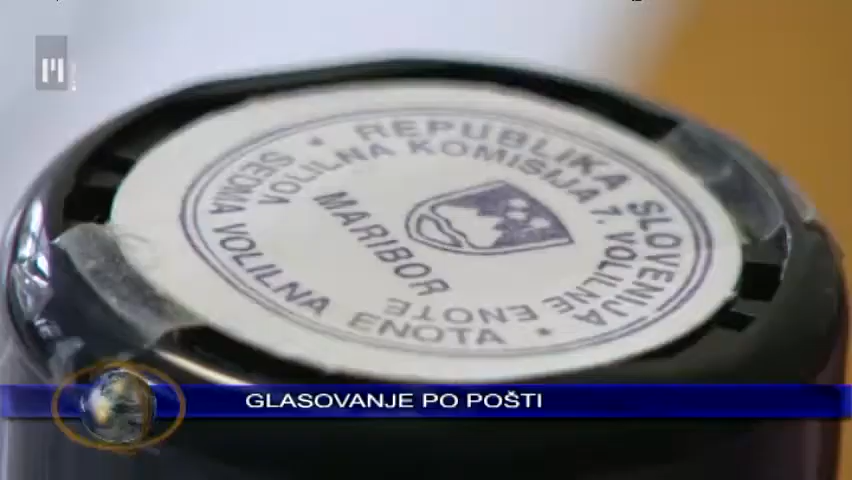 REPUBLIKA SLOVENIJA
SEDMA VOLILNA ENOTA
VOLILNA KOMISIJA 7. VOLILNE ENOTE
MARIBOR
GLASOVANJE PO POŠTI